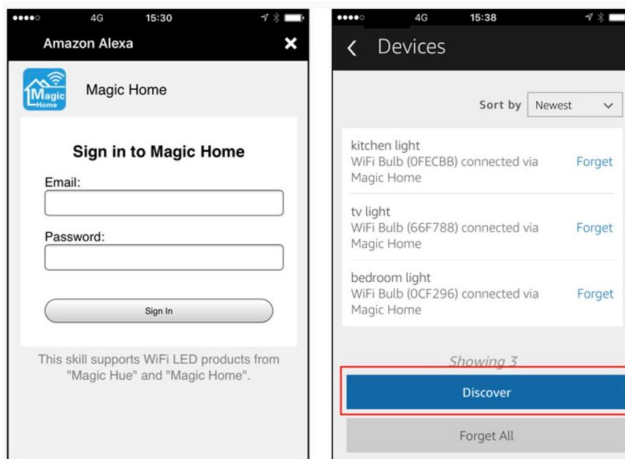 4G 15:30
Amazon Alexa ×
Magic Home
Magic Home
Sign in to Magic Home
Email:
Password:
Sign In
This skill supports WiFi LED products from
"Magic Hue" and "Magic Home".
4G 15:38
Devices
Sort by Newest
kitchen light
WiFi Bulb (0FECBB) connected via Forget
Magic Home
tv light
WiFi Bulb (66F788) connected via Forget
Magic Home
bedroom light
WiFi Bulb (0CF296) connected via Forget
Magic Home
Showing 3
Discover
Forget All